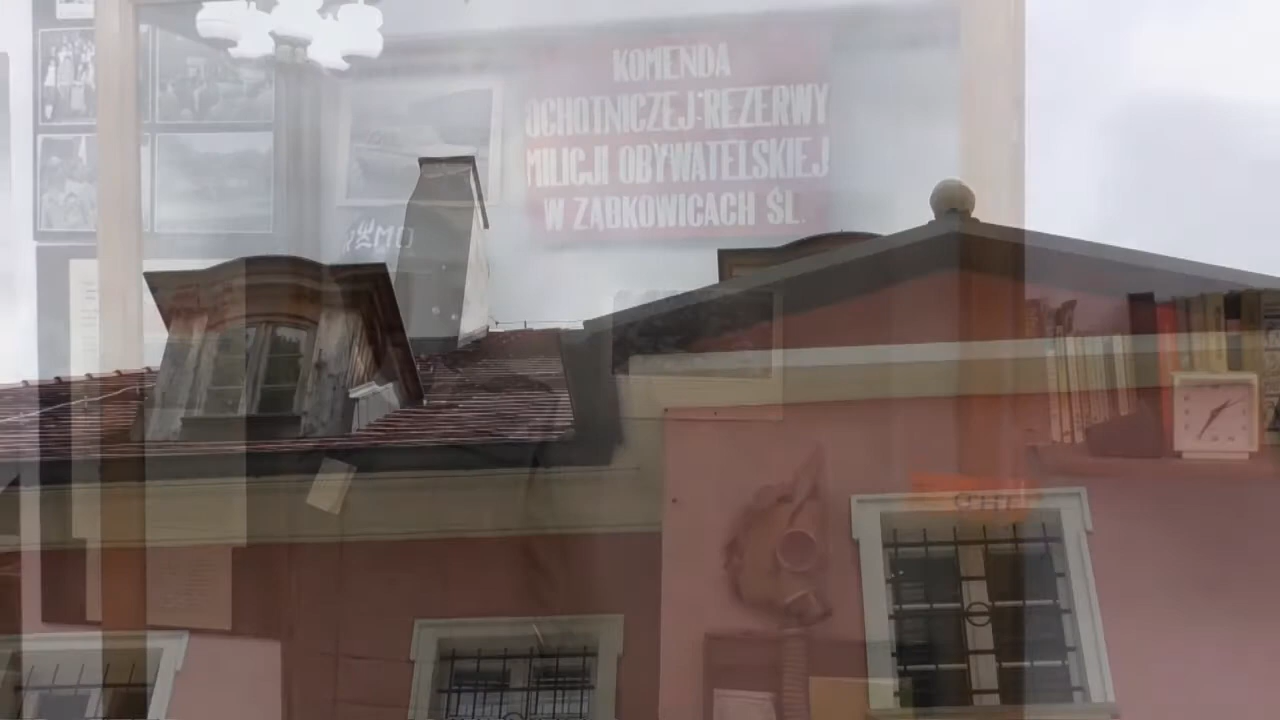 KOMENDA
OCHOTNICZEJ REZERWY
MILICJI OBYWATELSKIEJ
W ZĄBKOWICACH ŚL.